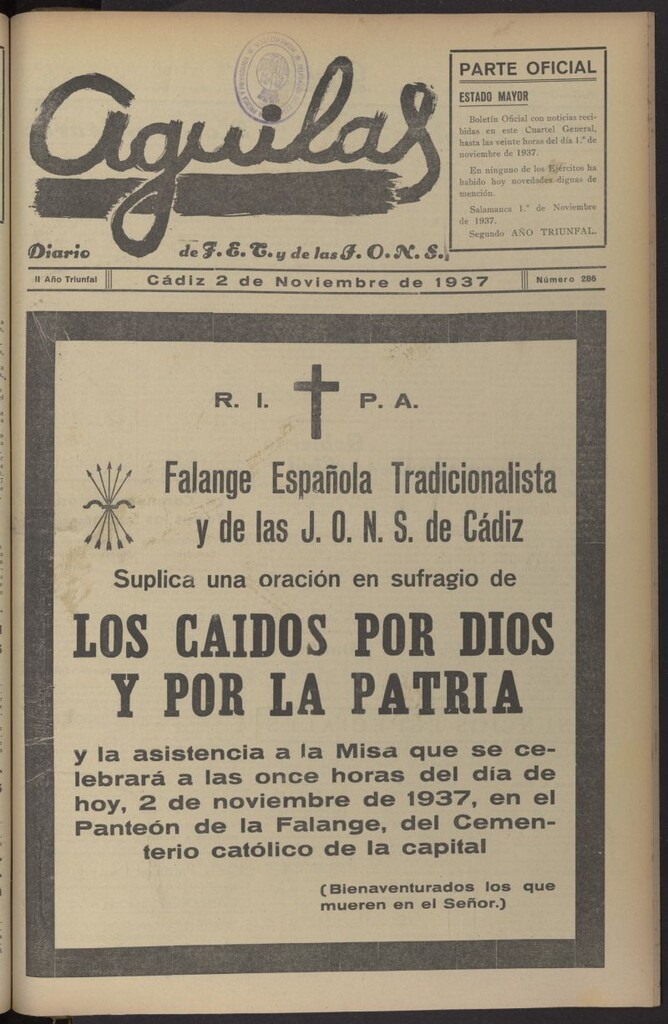 aguilas
Diario de F. E. T. y de las J. O. N. S.
PARTE OFICIAL
ESTADO MAYOR
Boletín Oficial con noticias reci-
bidas en este Cuartel General,
hasta las veinte horas del día 1.º de
noviembre de 1937.
En ninguno de los Ejércitos ha
habido hoy novedades dignas de
mención.
Salamanca 1.º de Noviembre
de 1937.
Segundo AÑO TRIUNFAL.
II Año Triunfal
Cádiz 2 de Noviembre de 1937
Número 286
R. I. P. A.
Falange Española Tradicionalista
y de las J. O. N. S. de Cádiz
Suplica una oración en sufragio de
LOS CAIDOS POR DIOS
Y POR LA PATRIA
y la asistencia a la Misa que se ce-
lebrará a las once horas del día de
hoy, 2 de noviembre de 1937, en el
Panteón de la Falange, del Cemen-
terio católico de la capital
(Bienaventurados los que
mueren en el Señor.)